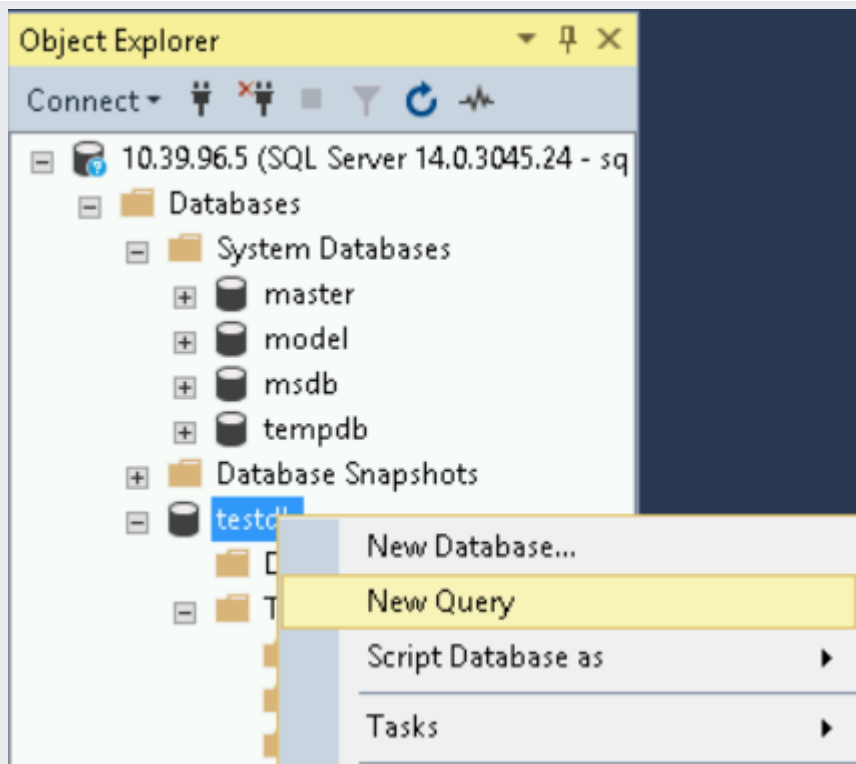 Object Explorer
Connect
10.39.96.5 (SQL Server 14.0.3045.24 - sq
Databases
System Databases
master
model
msdb
tempdb
Database Snapshots
testd
New Database...
New Query
Script Database as
Tasks